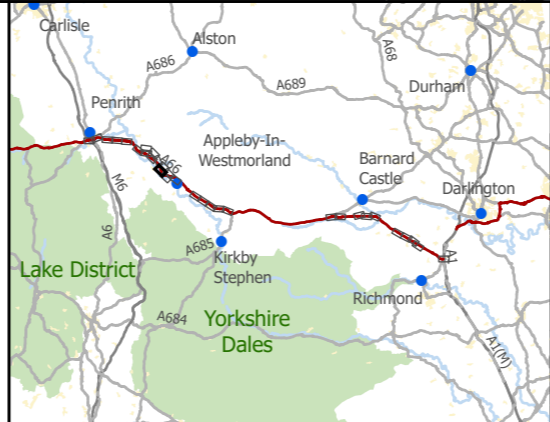 Carlisle
Alston
A68
A686
A689
Durham
Penrith
Appleby-In-
Westmorland
A66
Barnard
Castle
Darlington
M6
A6
A685
Kirkby
Stephen
A1
Lake District
Richmond
A684
Yorkshire
Dales
A1(M)